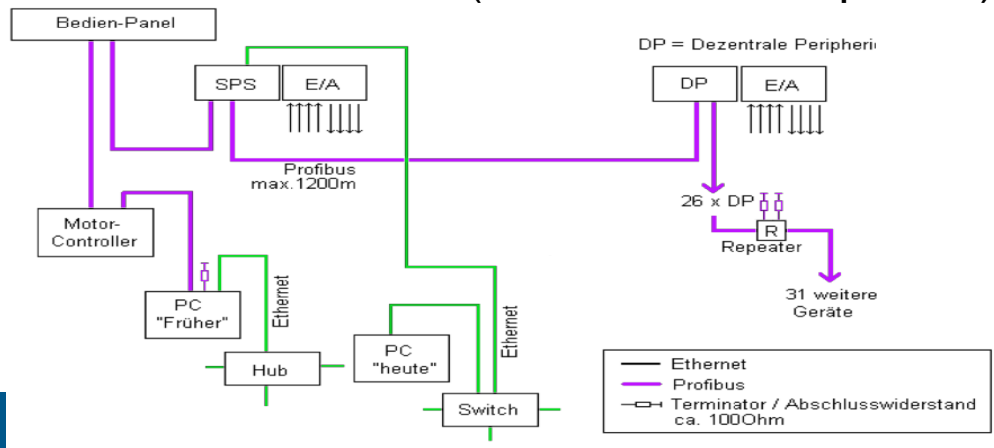 Bedien-Panel
DP = Dezentrale Peripheri
SPS
E/A
DP
E/A
Profibus
max.1200m
26 x DP
Motor-
Controller
R
Repeater
PC
"Früher"
Ethernet
31 weitere
Geräte
Ethernet
PC
"heute"
Hub
Switch
Ethernet
Profibus
Terminator / Abschlusswiderstand
ca. 100Ohm